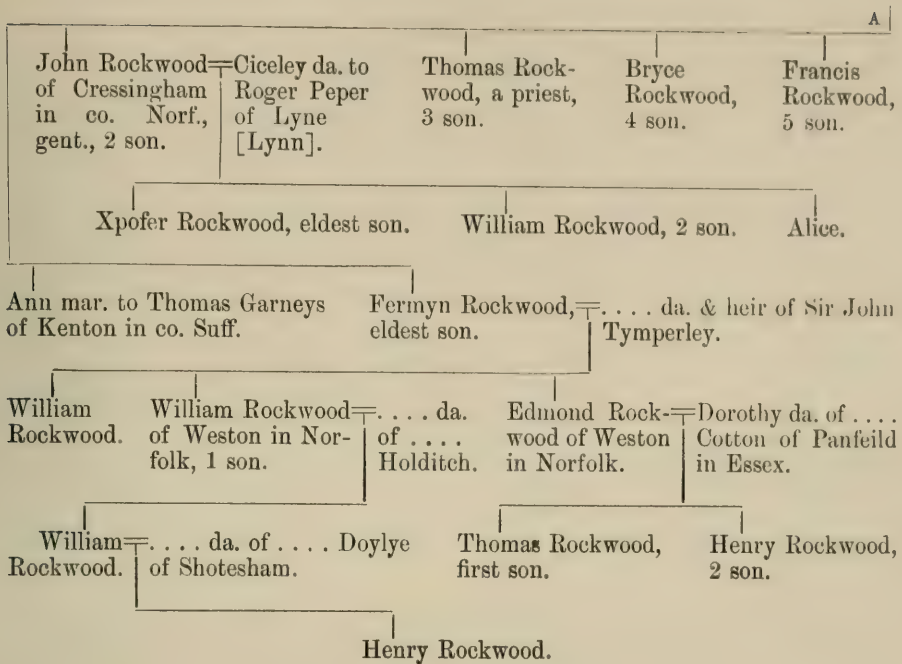 A
John Rockwood
of Cressingham
in co. Norf.,
gent., 2 son.
Ciceley da. to
Roger Peper
of Lyne
[Lynn].
Thomas Rock-
wood, a priest,
3 son.
Bryce
Rockwood,
4 son.
Francis
Rockwood,
5 son.
Xpofer Rockwood, eldest son.
William Rockwood, 2 son.
Alice.
Ann mar. to Thomas Garneys
of Kenton in co. Suff.
Fermyn Rockwood,
eldest son.
. . . . da. & heir of Sir John
Tymperley.
William
Rockwood.
William Rockwood
of Weston in Nor-
folk, 1 son.
. . . . da.
of . . . .
Holditch.
Edmond Rock-
wood of Weston
in Norfolk.
Dorothy da. of . . . .
Cotton of Panfeild
in Essex.
William
Rockwood.
. . . . da. of . . . . Doylye
of Shotesham.
Thomas Rockwood,
first son.
Henry Rockwood,
2 son.
Henry Rockwood.